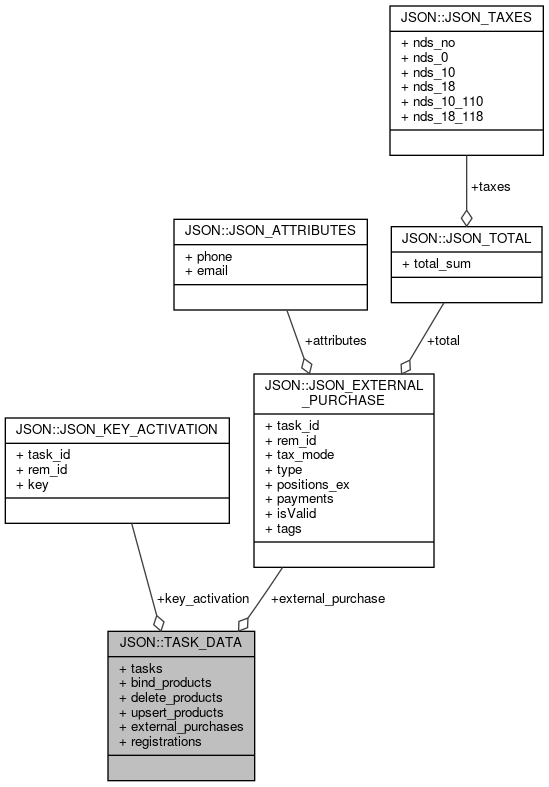 JSON::JSON_TAXES
+ nds_no
+ nds_0
+ nds_10
+ nds_18
+ nds_10_110
+ nds_18_118
+taxes
JSON::JSON_ATTRIBUTES
+ phone
+ email
JSON::JSON_TOTAL
+ total_sum
+attributes
+total
JSON::JSON_EXTERNAL
_PURCHASE
+ task_id
+ rem_id
+ tax_mode
+ type
+ positions_ex
+ payments
+ isValid
+ tags
JSON::JSON_KEY_ACTIVATION
+ task_id
+ rem_id
+ key
+key_activation
+external_purchase
JSON::TASK_DATA
+ tasks
+ bind_products
+ delete_products
+ upsert_products
+ external_purchases
+ registrations